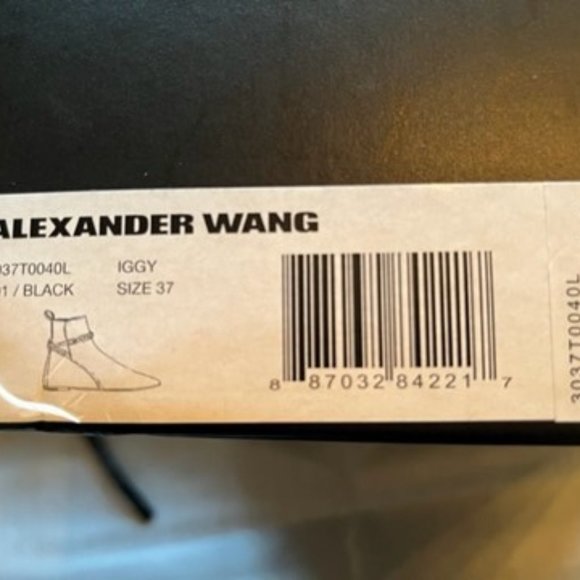 ALEXANDER WANG
037T0040L IGGY
01 / BLACK SIZE 37
8 87032 84221 7
3037T0040L